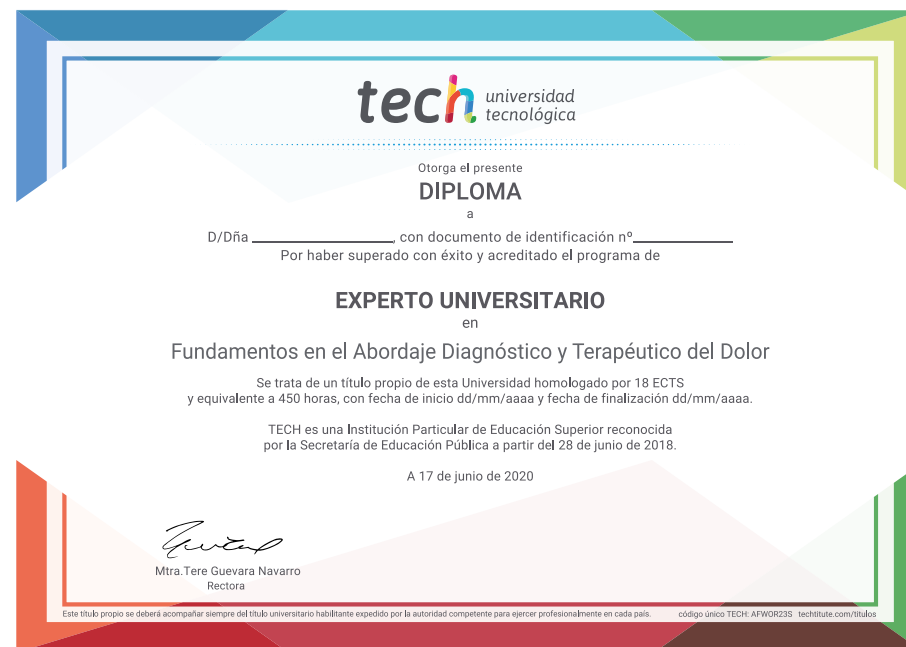 tech universidad
tecnológica
Otorga el presente
DIPLOMA
a
D/Dña ____________________, con documento de identificación nº______________
Por haber superado con éxito y acreditado el programa de
EXPERTO UNIVERSITARIO
en
Fundamentos en el Abordaje Diagnóstico y Terapéutico del Dolor
Se trata de un título propio de esta Universidad homologado por 18 ECTS
y equivalente a 450 horas, con fecha de inicio dd/mm/aaaa y fecha de finalización dd/mm/aaaa.
TECH es una Institución Particular de Educación Superior reconocida
por la Secretaría de Educación Pública a partir del 28 de junio de 2018.
A 17 de junio de 2020
Mtra.Tere Guevara Navarro
Rectora
Este título propio se deberá acompañar siempre del título universitario habilitante expedido por la autoridad competente para ejercer profesionalmente en cada país. código único TECH: AFWOR23S techtitute.com/titulos